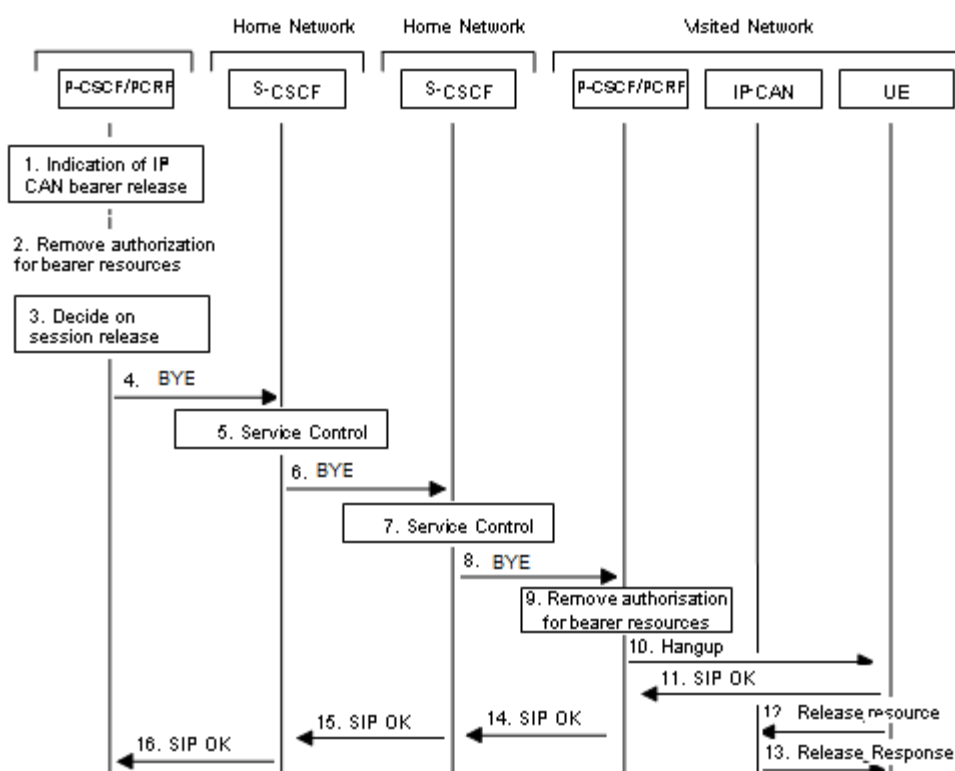 Home Network
Home Network
Visited Network
P-CSCF/PCRF
S-CSCF
S-CSCF
P-CSCF/PCRF
IP-CAN
UE
1. Indication of IP
CAN bearer release
2. Remove authorization
for bearer resources
3. Decide on
session release
4. BYE
5. Service Control
6. BYE
7. Service Control
8. BYE
9. Remove authorisation
for bearer resources
10. Hangup
11. SIP OK
12 Release resource
13. Release_Response
14. SIP OK
15. SIP OK
16. SIP OK